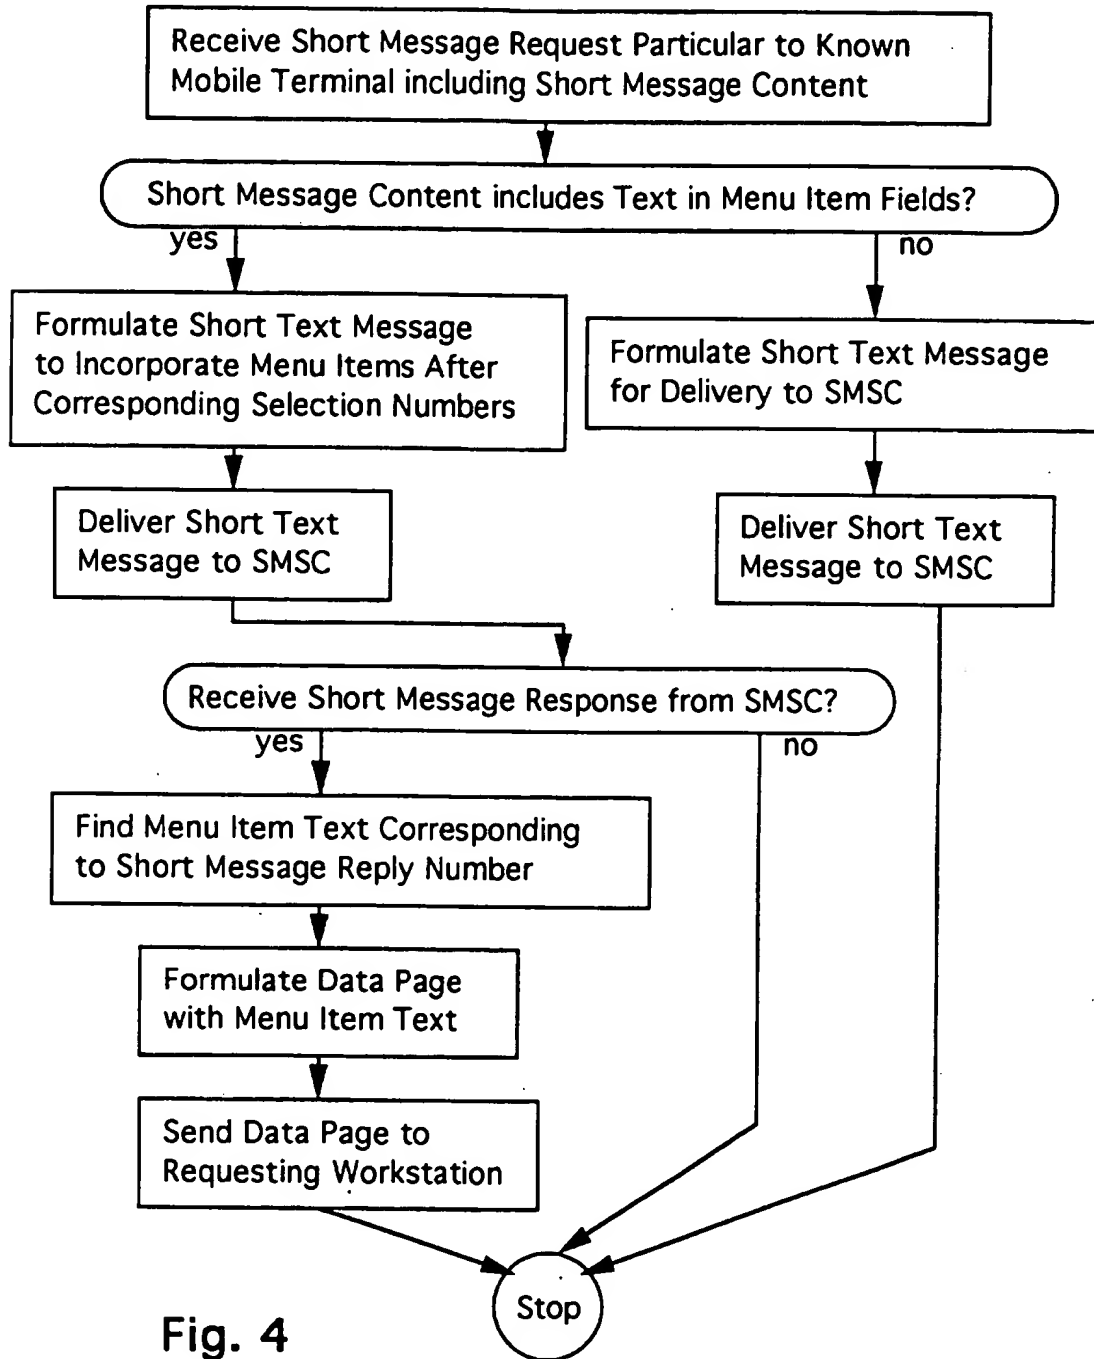 Receive Short Message Request Particular to Known
Mobile Terminal including Short Message Content
Short Message Content includes Text in Menu Item Fields?
yes
no
Formulate Short Text Message
to Incorporate Menu Items After
Corresponding Selection Numbers
Formulate Short Text Message
for Delivery to SMSC
Deliver Short Text
Message to SMSC
Deliver Short Text
Message to SMSC
Receive Short Message Response from SMSC?
yes
no
Find Menu Item Text Corresponding
to Short Message Reply Number
Formulate Data Page
with Menu Item Text
Send Data Page to
Requesting Workstation
Stop
Fig. 4